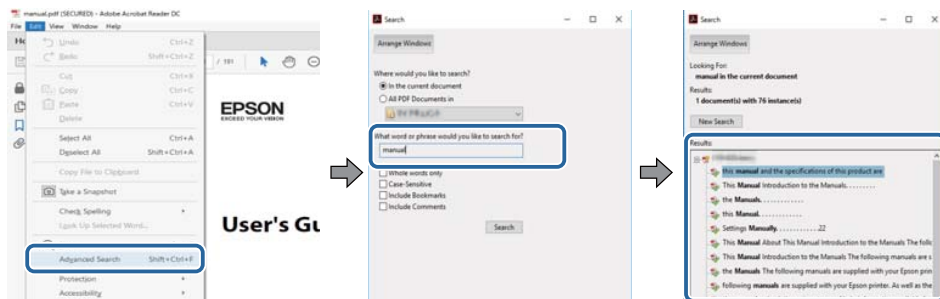 manual.pdf (SECURED) - Adobe Acrobat Reader DC
File Edit View Window Help
Undo Ctrl+Z
Redo Shift+Ctrl+Z
Cut Ctrl+X
Copy Ctrl+C
Paste Ctrl+V
Delete
Select All Ctrl+A
Deselect All Shift+Ctrl+A
Copy File to Clipboard
Take a Snapshot
Check Spelling
Look Up Selected Word...
Advanced Search Shift+Ctrl+F
Protection
Accessibility
/ 191
EPSON
EXCEED YOUR VISION
User's Gu
Search
Arrange Windows
Where would you like to search?
In the current document
All PDF Documents in
What word or phrase would you like to search for?
manual
Whole words only
Case-Sensitive
Include Bookmarks
Include Comments
Search
Search
Arrange Windows
Looking For:
manual in the current document
Results:
1 document(s) with 76 instance(s)
New Search
Results:
this manual and the specifications of this product are
This Manual Introduction to the Manuals. . . . . . . . .
the Manuals. . . . . . . . . . . . .
this Manual. . . . . . . . . . . . .
Settings Manually. . . . . . . . . . . .22
This Manual About This Manual Introduction to the Manuals The follo
This Manual Introduction to the Manuals The following manuals are s
the Manuals The following manuals are supplied with your Epson prin
following manuals are supplied with your Epson printer. As well as the